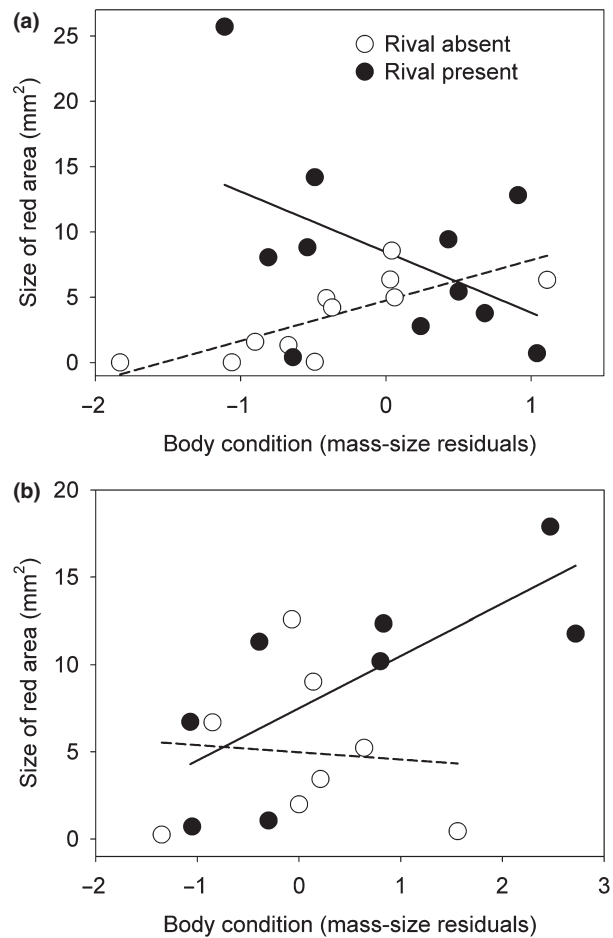 (a)
25
20
15
10
5
0
Size of red area (mm²)
Rival absent
Rival present
−2 −1 0 1
Body condition (mass-size residuals)
(b)
20
15
10
5
0
Size of red area (mm²)
−2 −1 0 1 2 3
Body condition (mass-size residuals)